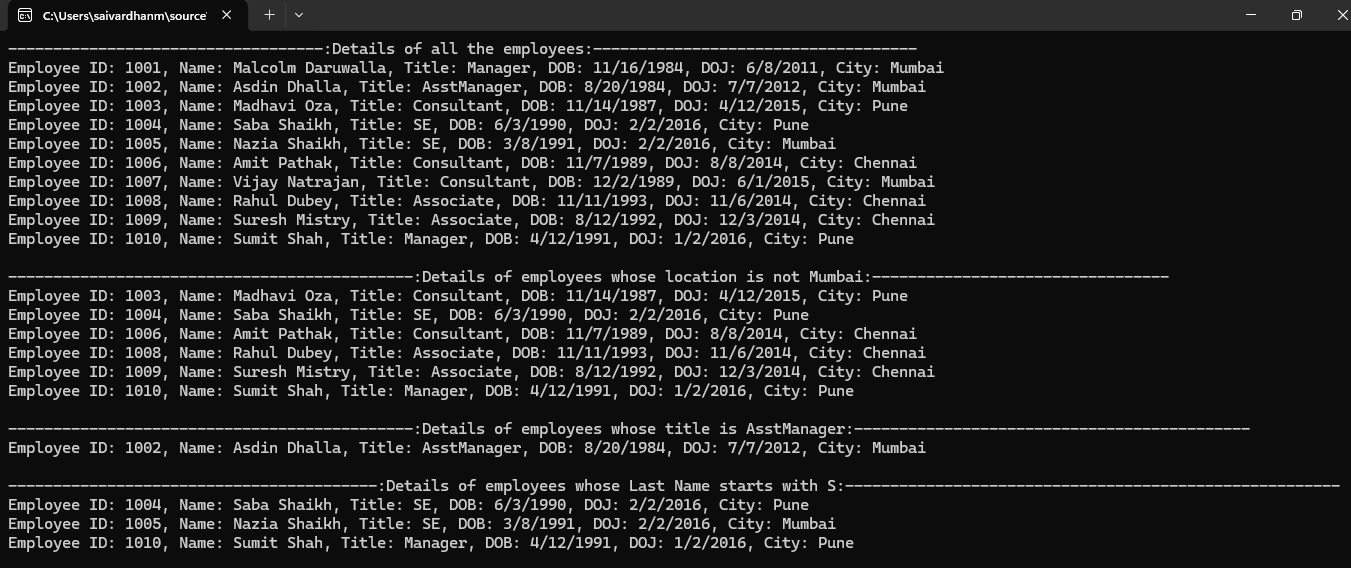 C:\Users\saivardhanm\source'
-----------------------------------:Details of all the employees:------------------------------------
Employee ID: 1001, Name: Malcolm Daruwalla, Title: Manager, DOB: 11/16/1984, DOJ: 6/8/2011, City: Mumbai
Employee ID: 1002, Name: Asdin Dhalla, Title: AsstManager, DOB: 8/20/1984, DOJ: 7/7/2012, City: Mumbai
Employee ID: 1003, Name: Madhavi Oza, Title: Consultant, DOB: 11/14/1987, DOJ: 4/12/2015, City: Pune
Employee ID: 1004, Name: Saba Shaikh, Title: SE, DOB: 6/3/1990, DOJ: 2/2/2016, City: Pune
Employee ID: 1005, Name: Nazia Shaikh, Title: SE, DOB: 3/8/1991, DOJ: 2/2/2016, City: Mumbai
Employee ID: 1006, Name: Amit Pathak, Title: Consultant, DOB: 11/7/1989, DOJ: 8/8/2014, City: Chennai
Employee ID: 1007, Name: Vijay Natrajan, Title: Consultant, DOB: 12/2/1989, DOJ: 6/1/2015, City: Mumbai
Employee ID: 1008, Name: Rahul Dubey, Title: Associate, DOB: 11/11/1993, DOJ: 11/6/2014, City: Chennai
Employee ID: 1009, Name: Suresh Mistry, Title: Associate, DOB: 8/12/1992, DOJ: 12/3/2014, City: Chennai
Employee ID: 1010, Name: Sumit Shah, Title: Manager, DOB: 4/12/1991, DOJ: 1/2/2016, City: Pune
---------------------------------------------:Details of employees whose location is not Mumbai:---------------------------------
Employee ID: 1003, Name: Madhavi Oza, Title: Consultant, DOB: 11/14/1987, DOJ: 4/12/2015, City: Pune
Employee ID: 1004, Name: Saba Shaikh, Title: SE, DOB: 6/3/1990, DOJ: 2/2/2016, City: Pune
Employee ID: 1006, Name: Amit Pathak, Title: Consultant, DOB: 11/7/1989, DOJ: 8/8/2014, City: Chennai
Employee ID: 1008, Name: Rahul Dubey, Title: Associate, DOB: 11/11/1993, DOJ: 11/6/2014, City: Chennai
Employee ID: 1009, Name: Suresh Mistry, Title: Associate, DOB: 8/12/1992, DOJ: 12/3/2014, City: Chennai
Employee ID: 1010, Name: Sumit Shah, Title: Manager, DOB: 4/12/1991, DOJ: 1/2/2016, City: Pune
---------------------------------------------:Details of employees whose title is AsstManager:--------------------------------------------
Employee ID: 1002, Name: Asdin Dhalla, Title: AsstManager, DOB: 8/20/1984, DOJ: 7/7/2012, City: Mumbai
-----------------------------------------:Details of employees whose Last Name starts with S:-------------------------------------------------------
Employee ID: 1004, Name: Saba Shaikh, Title: SE, DOB: 6/3/1990, DOJ: 2/2/2016, City: Pune
Employee ID: 1005, Name: Nazia Shaikh, Title: SE, DOB: 3/8/1991, DOJ: 2/2/2016, City: Mumbai
Employee ID: 1010, Name: Sumit Shah, Title: Manager, DOB: 4/12/1991, DOJ: 1/2/2016, City: Pune